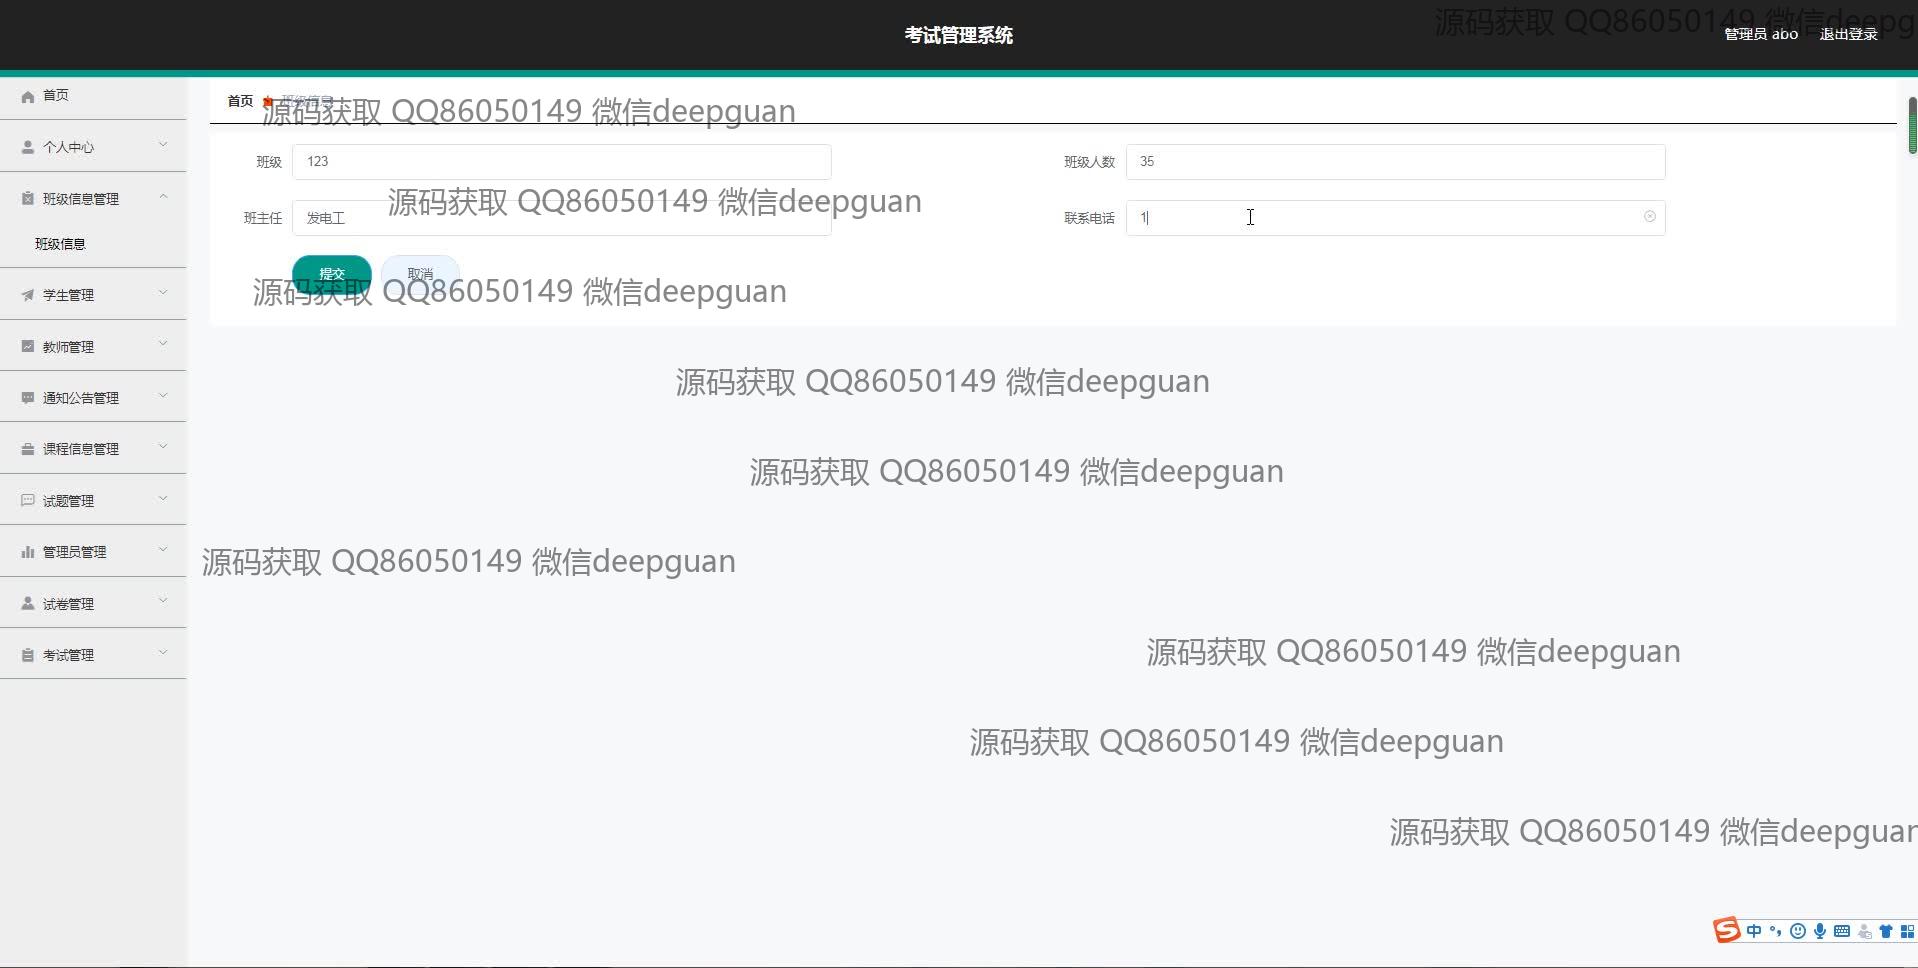 考试管理系统
源码获取 QQ86050149 微信deepg
管理员 abo 退出登录
首页
个人中心
班级信息管理
班级信息
学生管理
教师管理
通知公告管理
课程信息管理
试题管理
管理员管理
试卷管理
考试管理
首页 班级信息
源码获取 QQ86050149 微信deepguan
班级 123 班级人数 35
源码获取 QQ86050149 微信deepguan
班主任 发电工 联系电话 1
提交 取消
源码获取 QQ86050149 微信deepguan
源码获取 QQ86050149 微信deepguan
源码获取 QQ86050149 微信deepguan
源码获取 QQ86050149 微信deepguan
源码获取 QQ86050149 微信deepguan
源码获取 QQ86050149 微信deepguan
源码获取 QQ86050149 微信deepguan
S 中